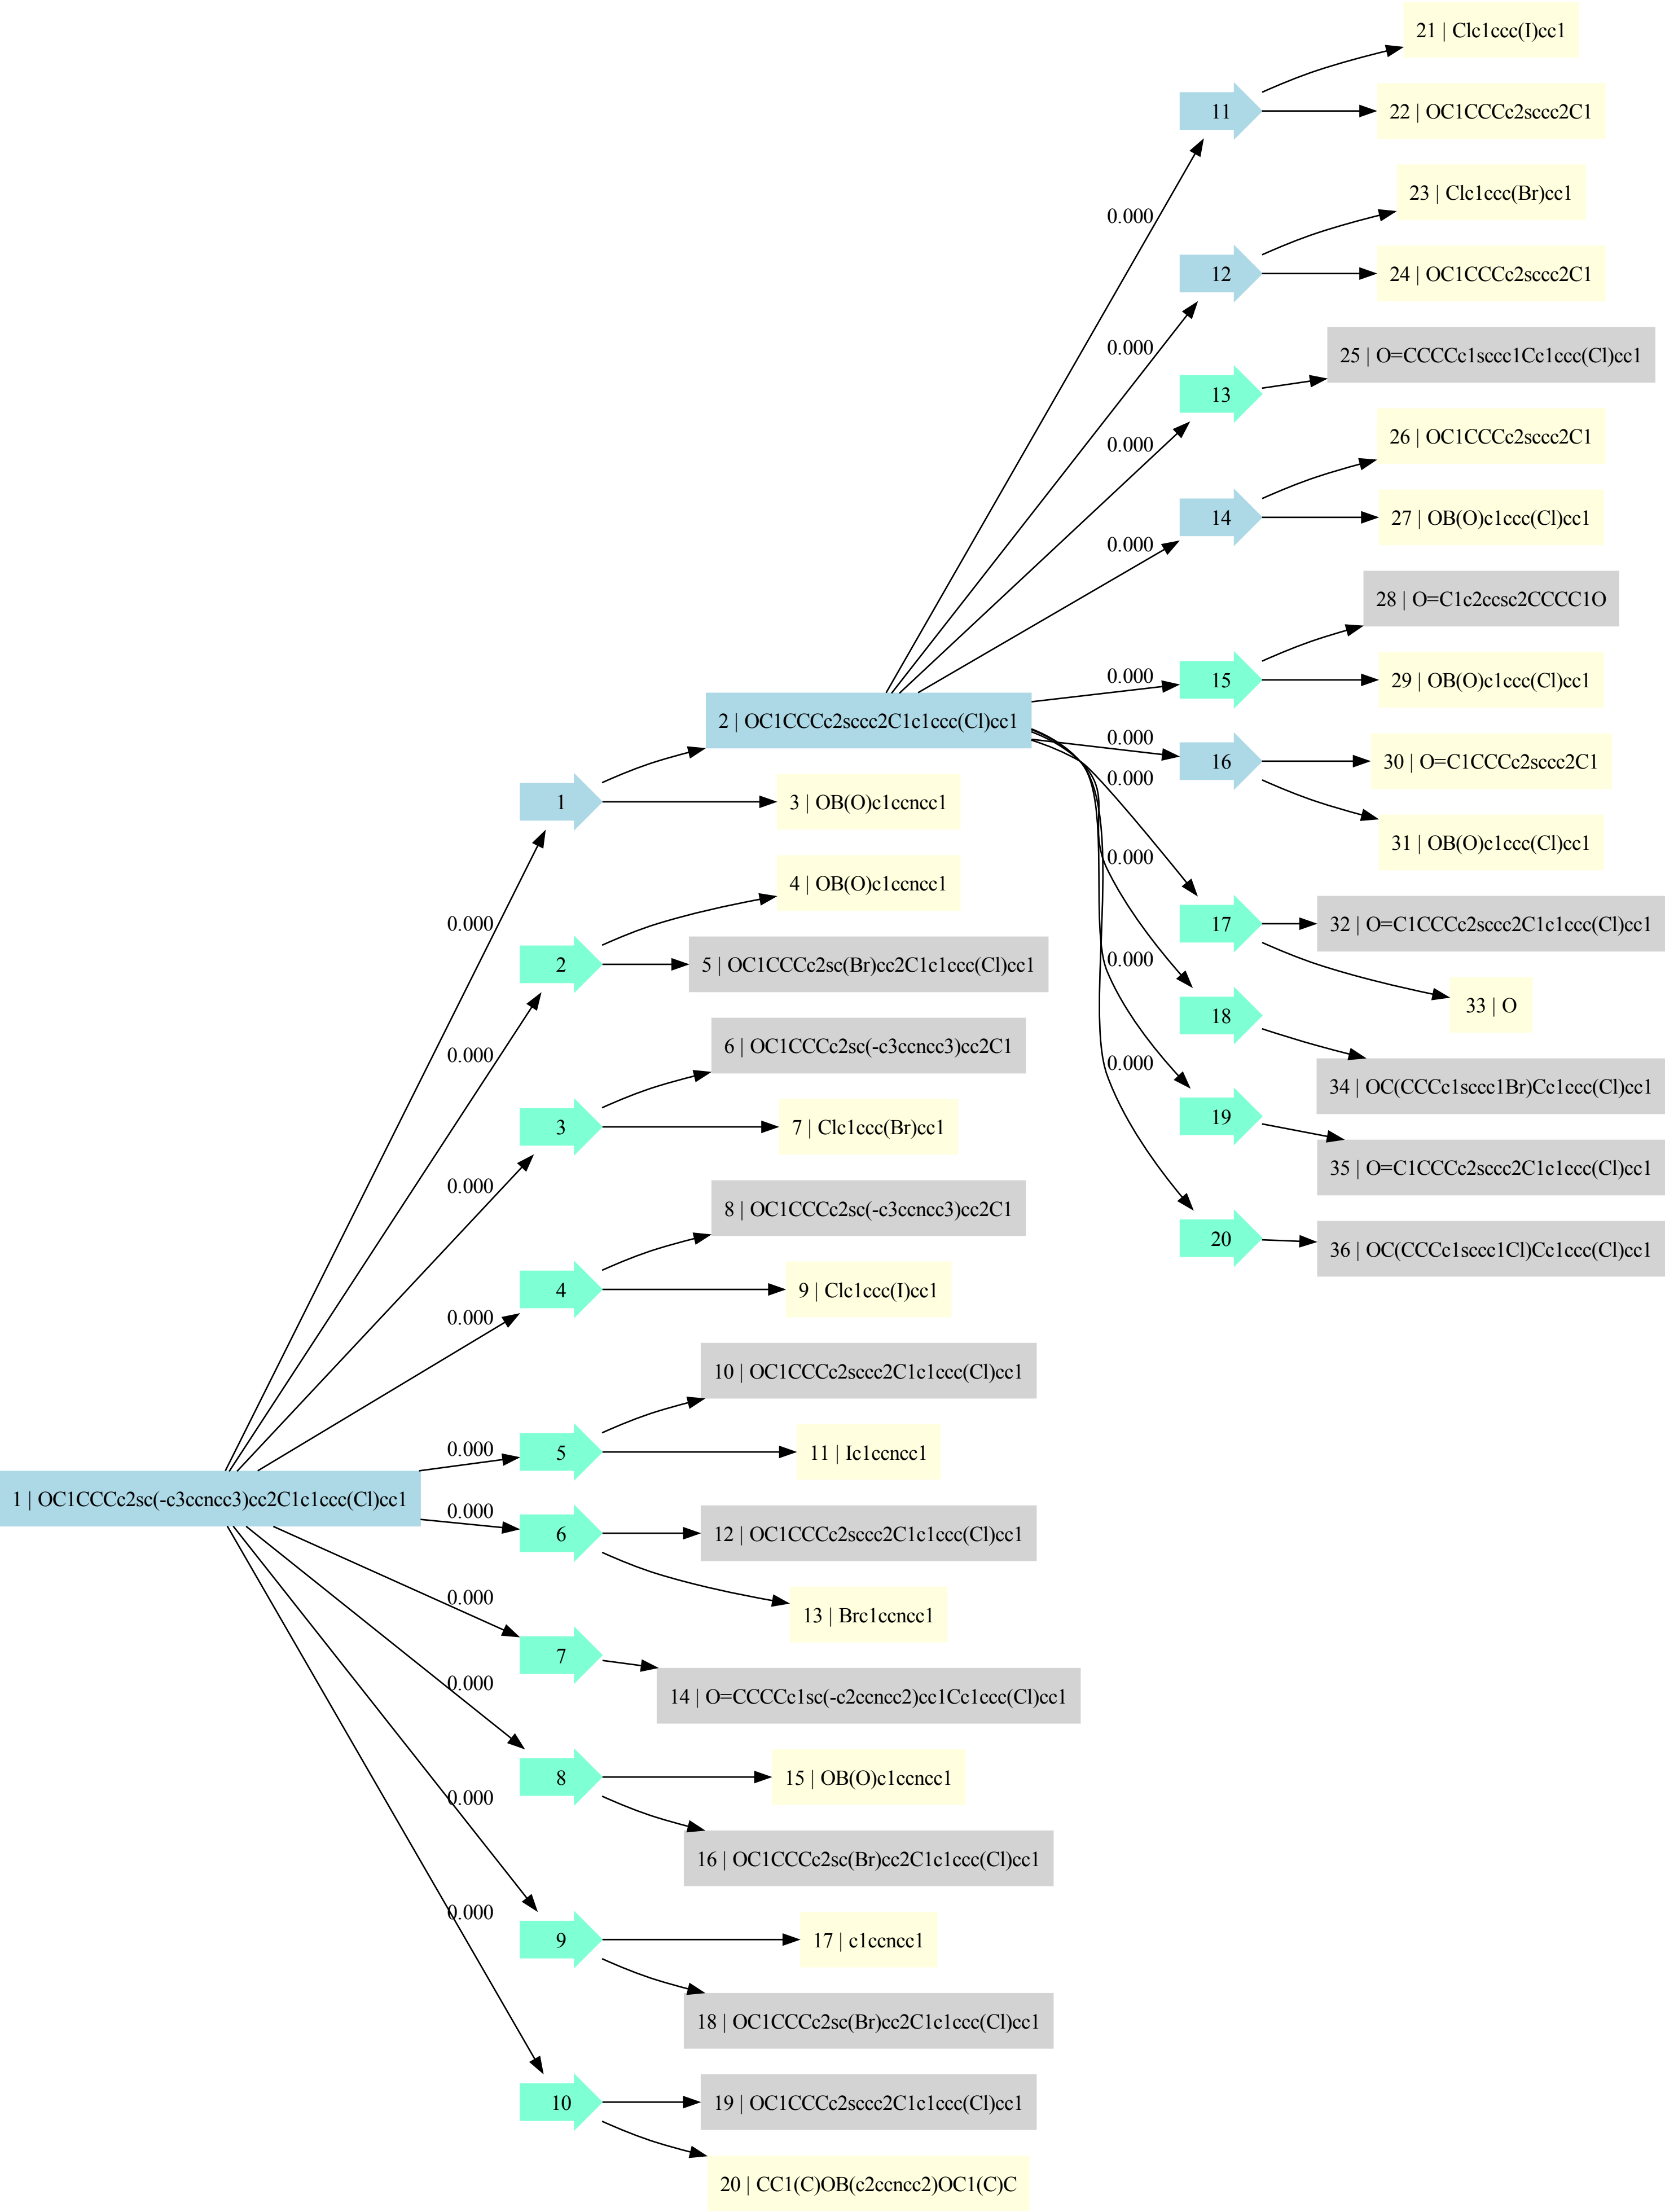 21 | Clc1ccc(I)cc1
11
22 | OC1CCCc2sccc2C1
23 | Clc1ccc(Br)cc1
0.000
12
24 | OC1CCCc2sccc2C1
0.000
25 | O=CCCCc1sccc1Cc1ccc(Cl)cc1
13
26 | OC1CCCc2sccc2C1
0.000
14
27 | OB(O)c1ccc(Cl)cc1
0.000
28 | O=C1c2ccsc2CCCC1O
0.000
15
29 | OB(O)c1ccc(Cl)cc1
2 | OC1CCCc2sccc2C1c1ccc(Cl)cc1
0.000
16
30 | O=C1CCCc2sccc2C1
0.000
1
3 | OB(O)c1ccncc1
31 | OB(O)c1ccc(Cl)cc1
0.000
4 | OB(O)c1ccncc1
0.000
17
32 | O=C1CCCc2sccc2C1c1ccc(Cl)cc1
0.000
2
5 | OC1CCCc2sc(Br)cc2C1c1ccc(Cl)cc1
33 | O
18
0.000
6 | OC1CCCc2sc(-c3ccncc3)cc2C1
0.000
34 | OC(CCCc1sccc1Br)Cc1ccc(Cl)cc1
3
7 | Clc1ccc(Br)cc1
19
35 | O=C1CCCc2sccc2C1c1ccc(Cl)cc1
0.000
8 | OC1CCCc2sc(-c3ccncc3)cc2C1
20
36 | OC(CCCc1sccc1Cl)Cc1ccc(Cl)cc1
4
9 | Clc1ccc(I)cc1
0.000
10 | OC1CCCc2sccc2C1c1ccc(Cl)cc1
0.000
5
11 | Ic1ccncc1
1 | OC1CCCc2sc(-c3ccncc3)cc2C1c1ccc(Cl)cc1
0.000
6
12 | OC1CCCc2sccc2C1c1ccc(Cl)cc1
0.000
13 | Brc1ccncc1
7
0.000
14 | O=CCCCc1sc(-c2ccncc2)cc1Cc1ccc(Cl)cc1
8
15 | OB(O)c1ccncc1
0.000
16 | OC1CCCc2sc(Br)cc2C1c1ccc(Cl)cc1
0.000
9
17 | c1ccncc1
18 | OC1CCCc2sc(Br)cc2C1c1ccc(Cl)cc1
10
19 | OC1CCCc2sccc2C1c1ccc(Cl)cc1
20 | CC1(C)OB(c2ccncc2)OC1(C)C